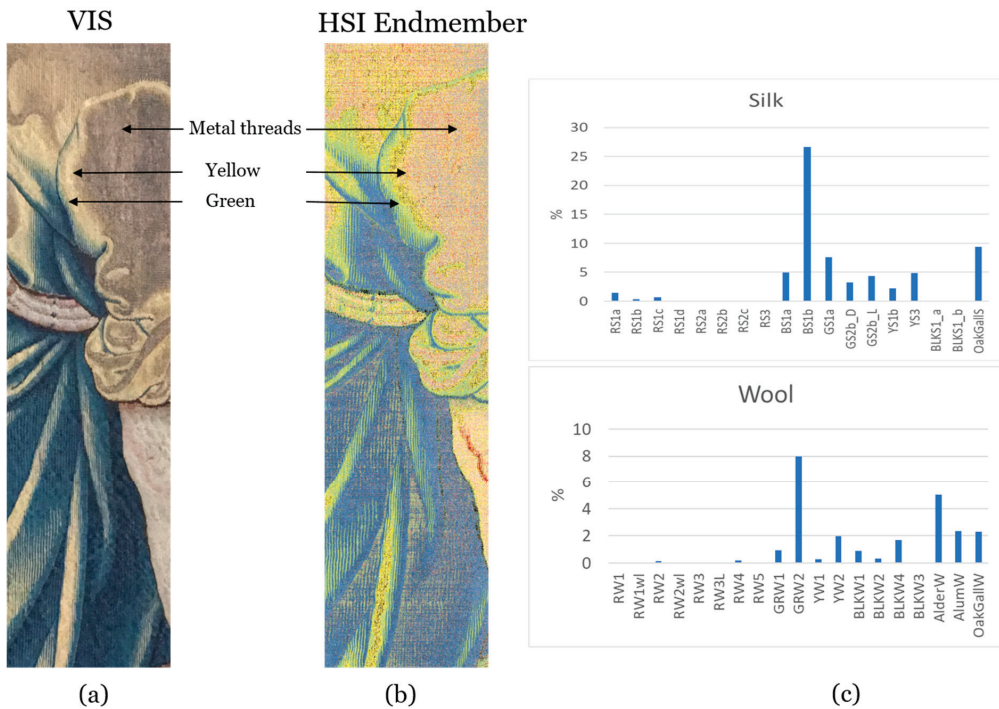 VIS
HSI Endmember
Metal threads
Yellow
Green
(a)
(b)
Silk
%
30
25
20
15
10
5
0
RS1a
RS1b
RS1c
RS1d
RS2a
RS2b
RS2c
RS3
BS1a
BS1b
GS1a
GS2b_D
GS2b_L
YS1b
YS3
BLKS1_a
BLKS1_b
OakGallS
Wool
%
10
8
6
4
2
0
RW1
RW1wl
RW2
RW2wl
RW3
RW3L
RW4
RW5
GRW1
GRW2
YW1
YW2
BLKW1
BLKW2
BLKW4
BLKW3
AlderW
AlumW
OakGallW
(c)